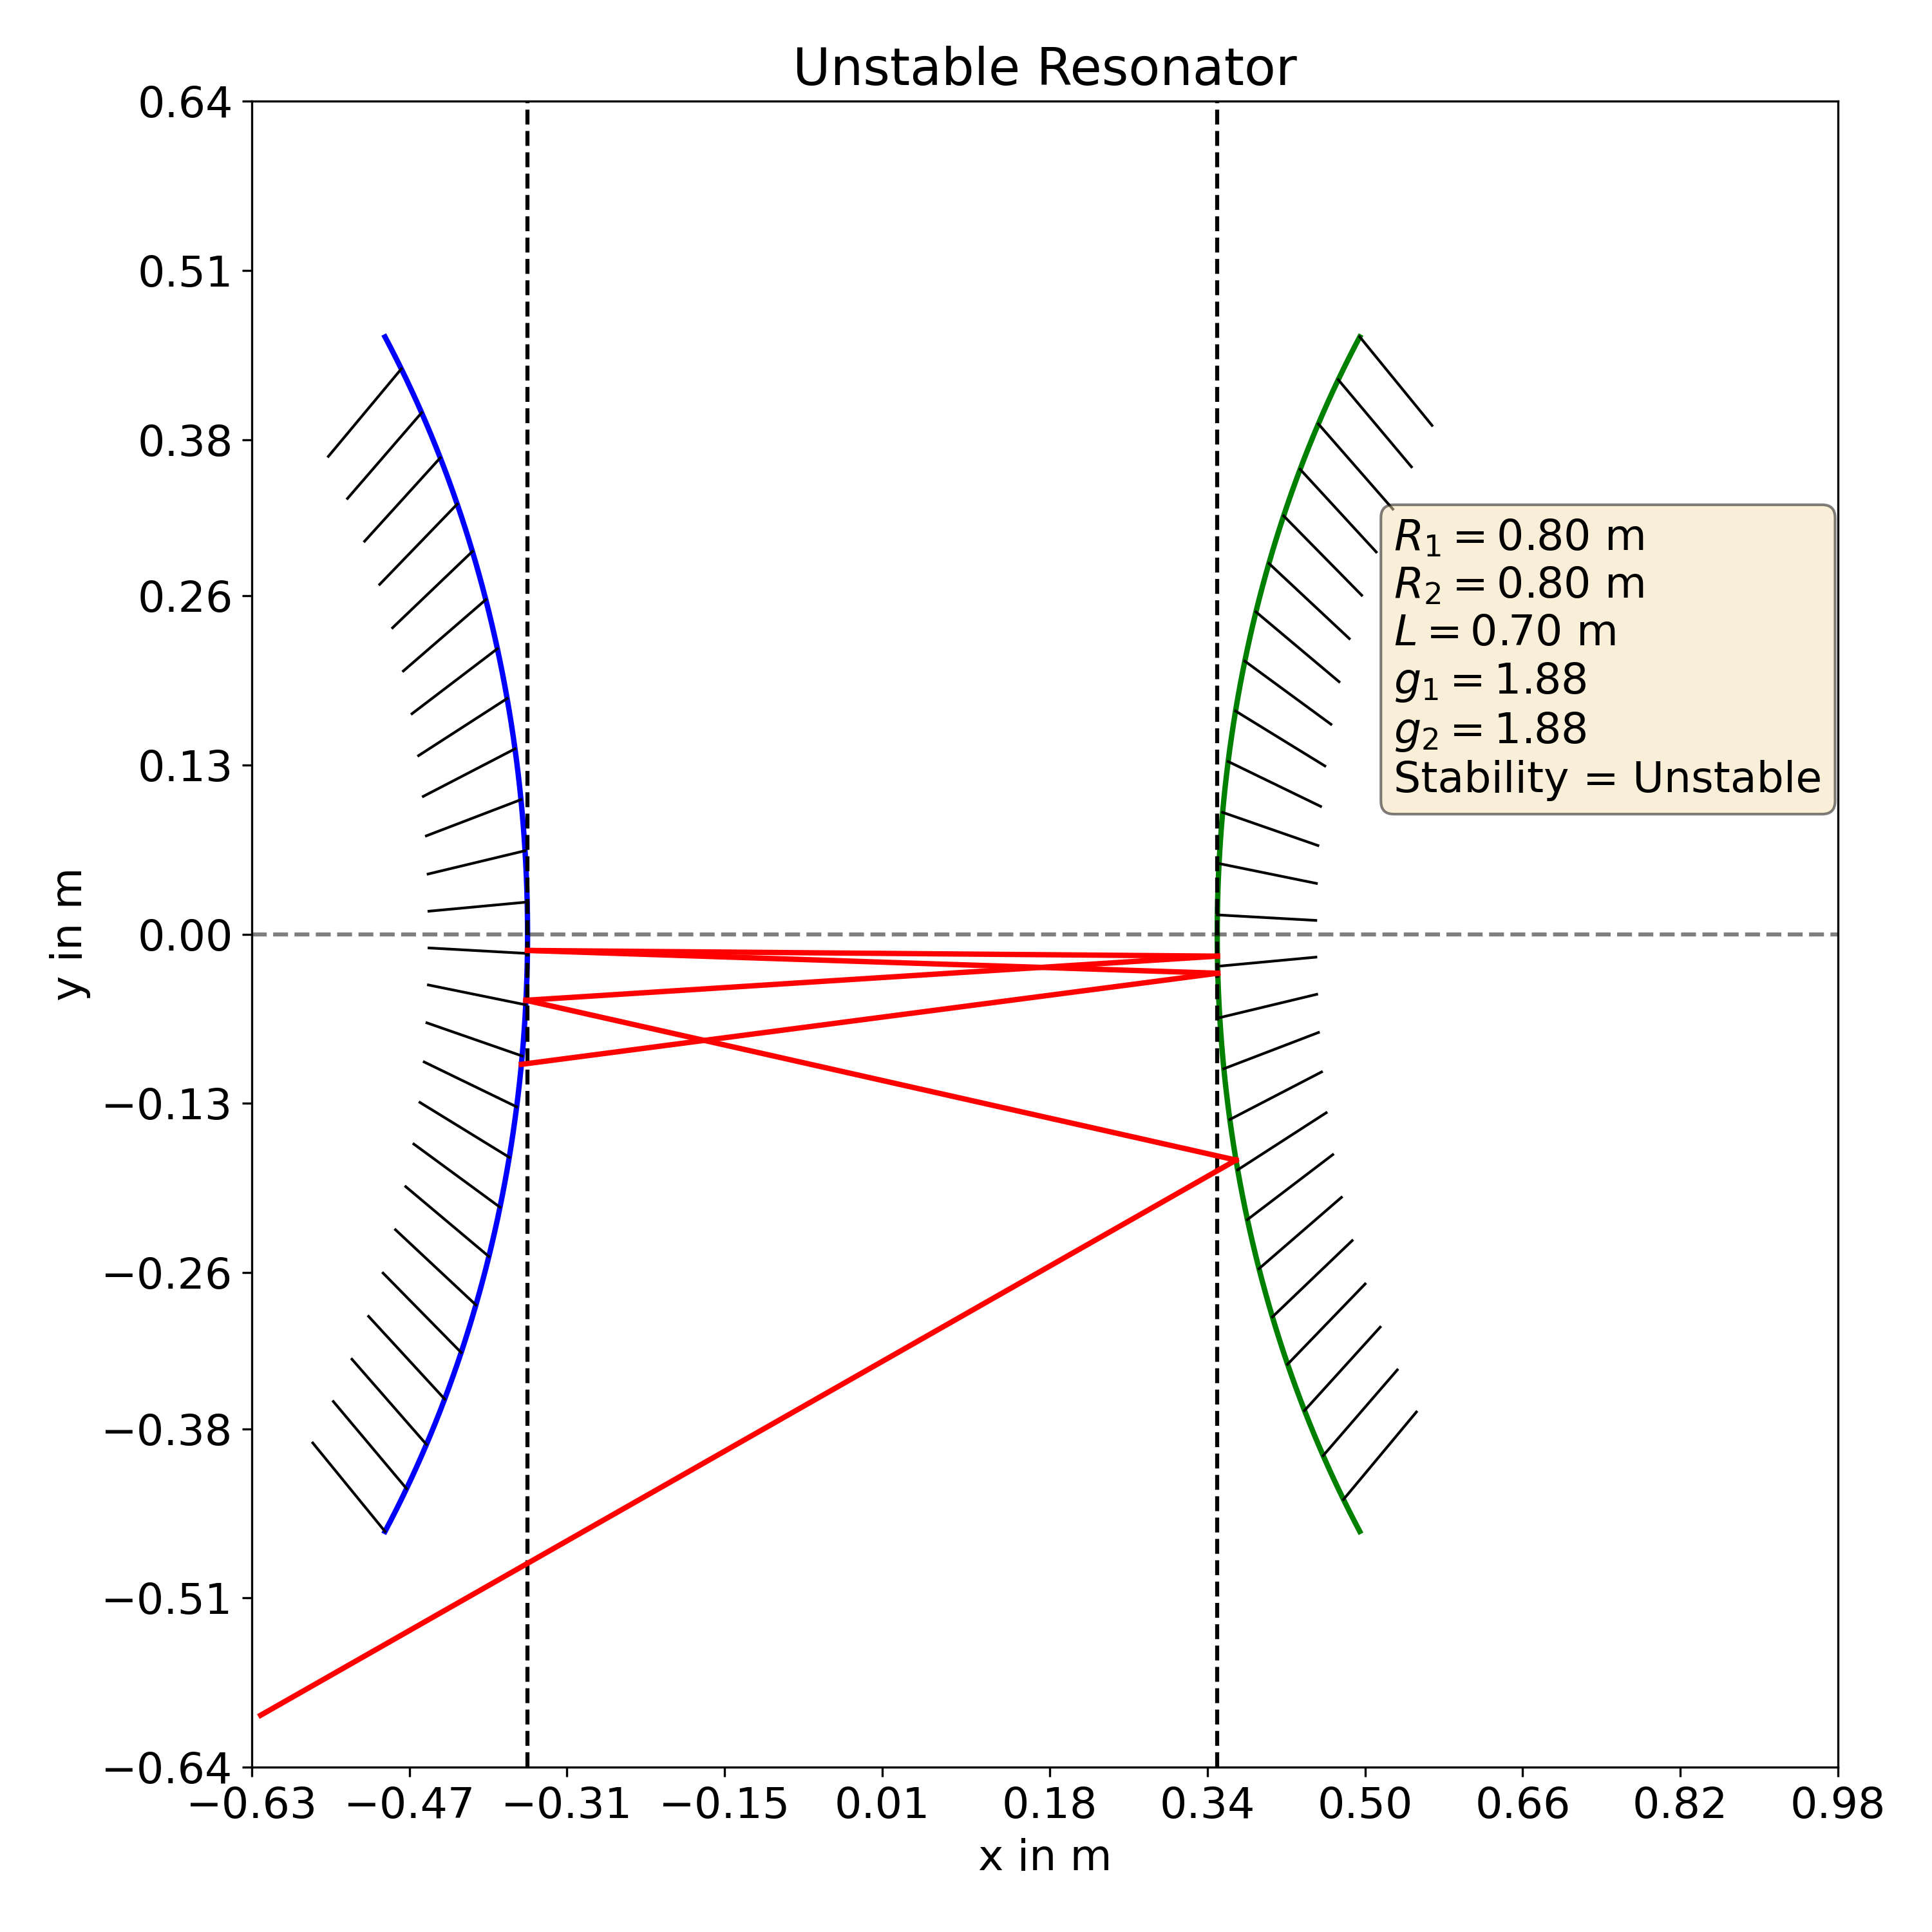 Unstable Resonator
0.64
0.51
0.38
0.26
0.13
0.00
−0.13
−0.26
−0.38
−0.51
−0.64
y in m
R₁ = 0.80 m
R₂ = 0.80 m
L = 0.70 m
g₁ = 1.88
g₂ = 1.88
Stability = Unstable
−0.63 −0.47 −0.31 −0.15 0.01 0.18 0.34 0.50 0.66 0.82 0.98
x in m